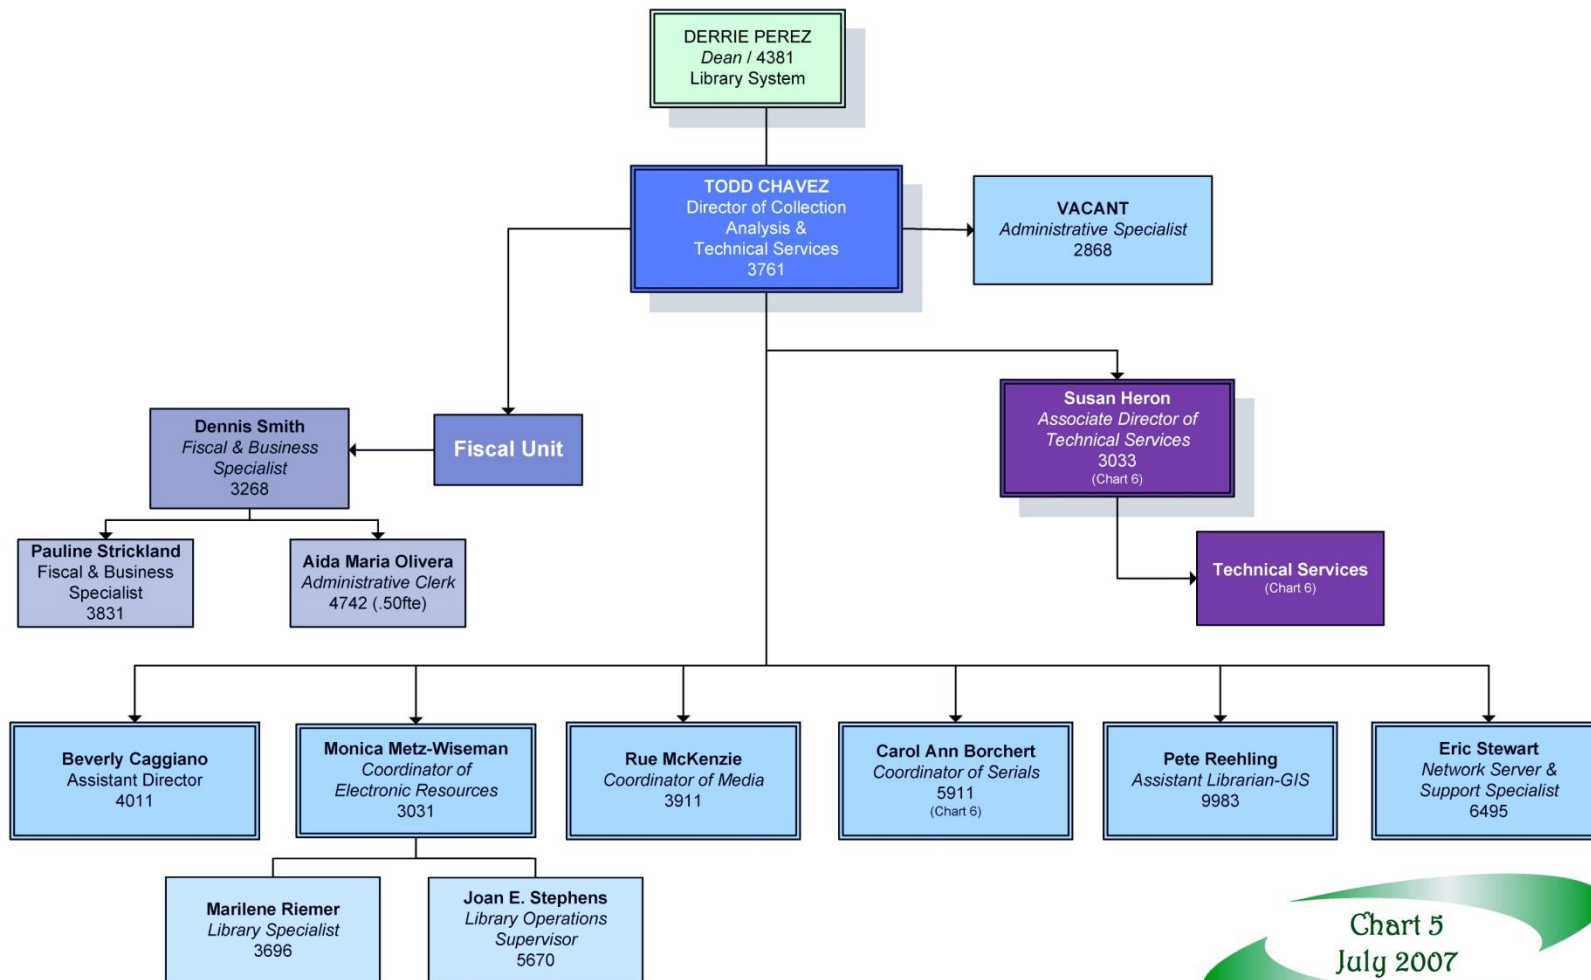 DERRIE PEREZ
Dean / 4381
Library System
TODD CHAVEZ
Director of Collection
Analysis &
Technical Services
3761
VACANT
Administrative Specialist
2868
Susan Heron
Associate Director of
Technical Services
3033
(Chart 6)
Technical Services
(Chart 6)
Fiscal Unit
Dennis Smith
Fiscal & Business
Specialist
3268
Pauline Strickland
Fiscal & Business
Specialist
3831
Aida Maria Olivera
Administrative Clerk
4742 (.50fte)
Beverly Caggiano
Assistant Director
4011
Monica Metz-Wiseman
Coordinator of
Electronic Resources
3031
Rue McKenzie
Coordinator of Media
3911
Carol Ann Borchert
Coordinator of Serials
5911
(Chart 6)
Pete Reehling
Assistant Librarian-GIS
9983
Eric Stewart
Network Server &
Support Specialist
6495
Marilene Riemer
Library Specialist
3696
Joan E. Stephens
Library Operations
Supervisor
5670
Chart 5
July 2007